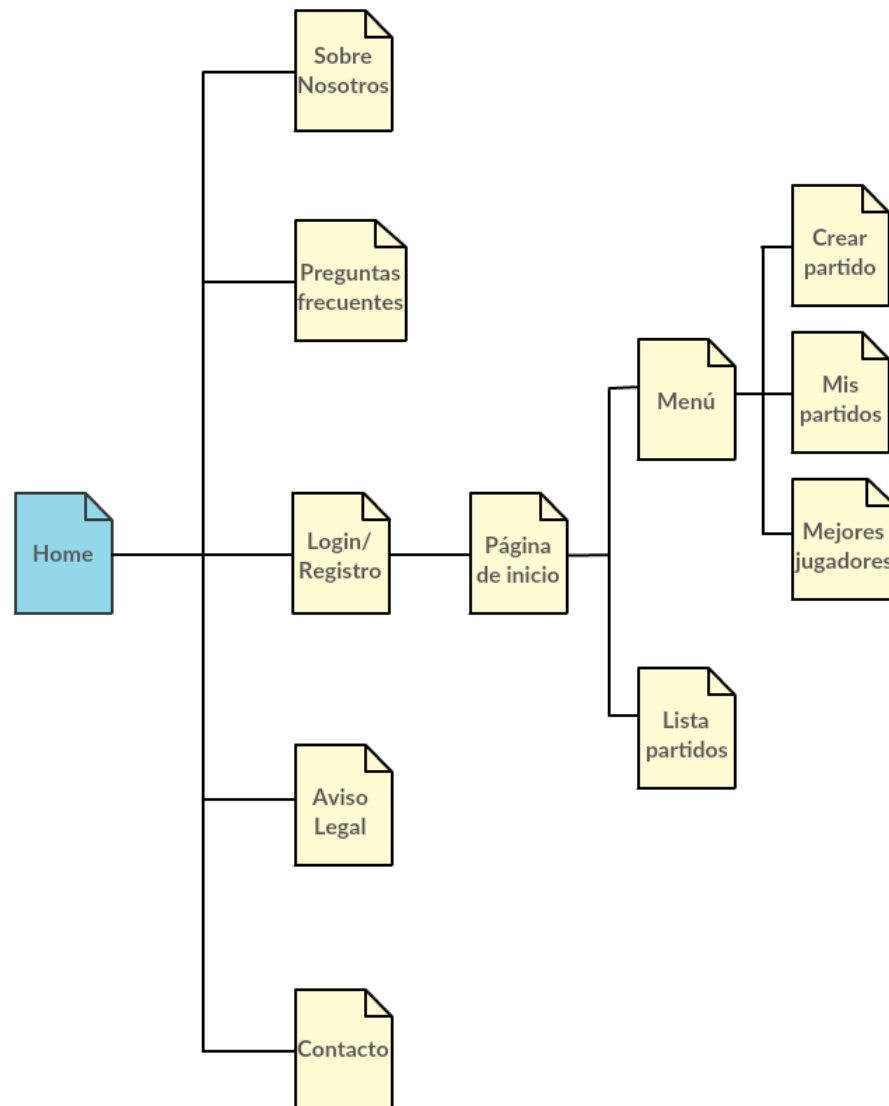 Sobre
Nosotros
Preguntas
frecuentes
Home
Login/
Registro
Página
de inicio
Menú
Crear
partido
Mis
partidos
Mejores
jugadores
Lista
partidos
Aviso
Legal
Contacto